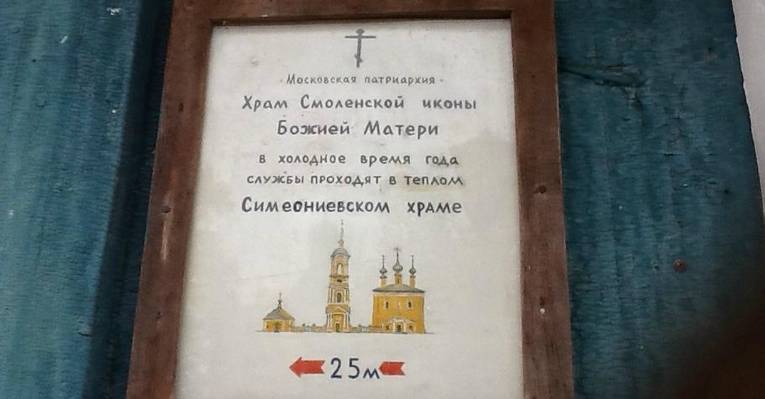 - Московская патриархия -
Храм Смоленской иконы
Божией Матери
в холодное время года
службы проходят в теплом
Симеониевском храме
25м